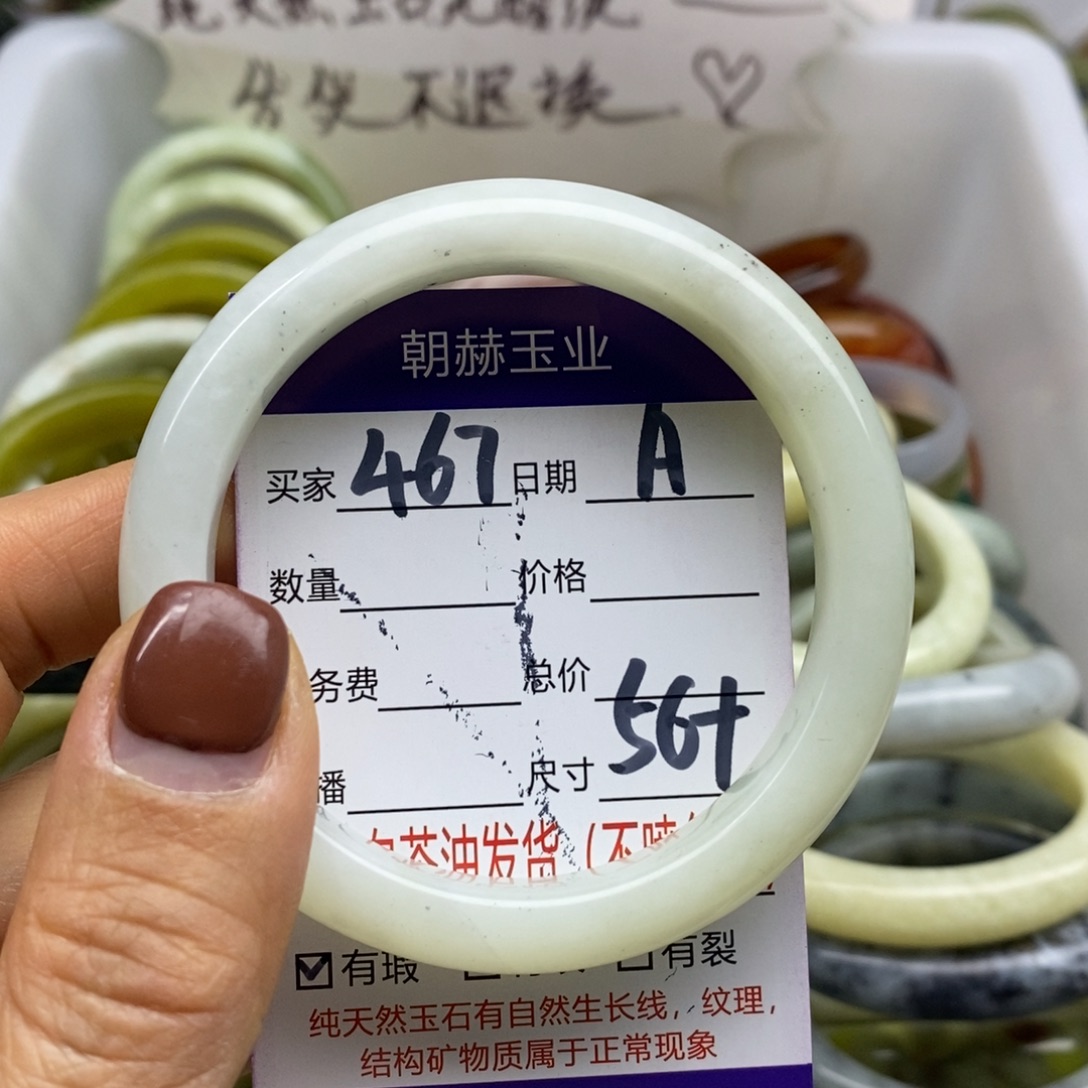 不退换
朝赫玉业
买家 467 日期 A
数量 价格
务费 总价
播 尺寸 56+
茶油发货(不喷
有瑕 有裂
纯天然玉石有自然生长线,纹理,
结构矿物质属于正常现象